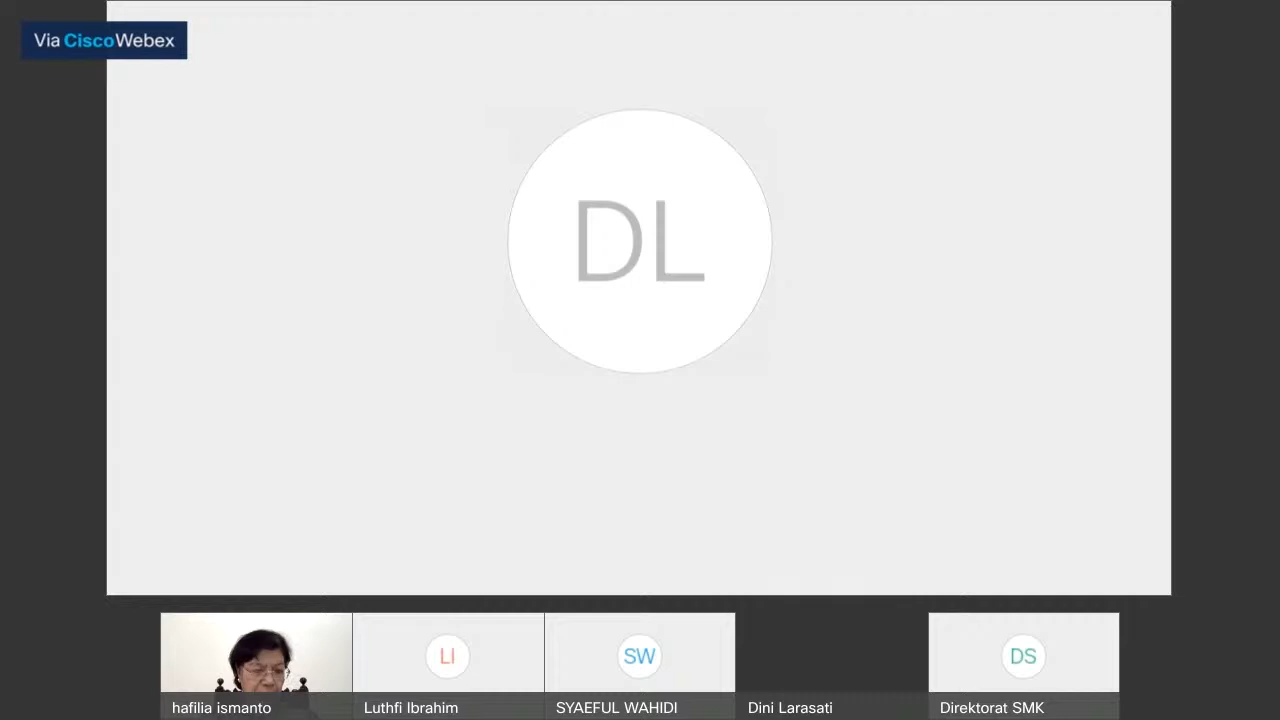 Via CiscoWebex
DL
LI
SW
DS
hafilia ismanto
Luthfi Ibrahim
SYAEFUL WAHIDI
Dini Larasati
Direktorat SMK